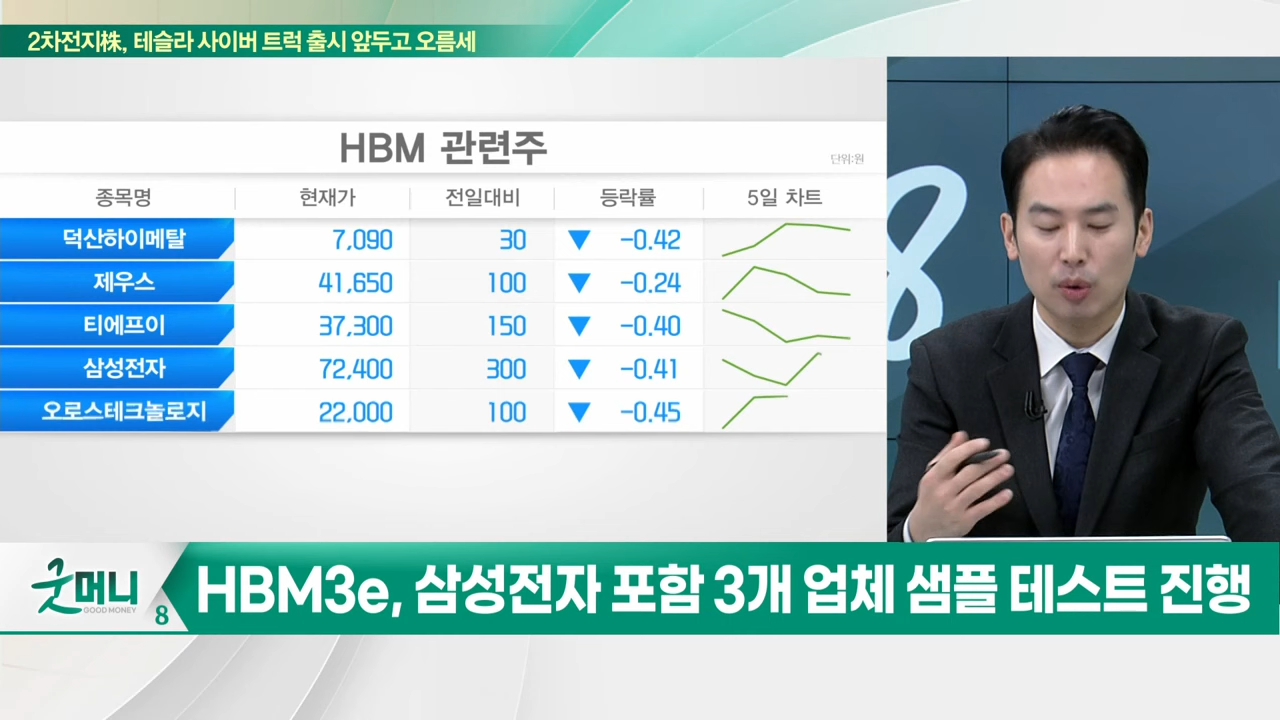 2차전지株, 테슬라 사이버 트럭 출시 앞두고 오름세
HBM 관련주
단위:원
종목명 현재가 전일대비 등락률 5일 차트
덕산하이메탈 7,090 30 ▼ -0.42
제우스 41,650 100 ▼ -0.24
티에프이 37,300 150 ▼ -0.40
삼성전자 72,400 300 ▼ -0.41
오로스테크놀로지 22,000 100 ▼ -0.45
8
굿머니
GOOD MONEY
8
HBM3e, 삼성전자 포함 3개 업체 샘플 테스트 진행